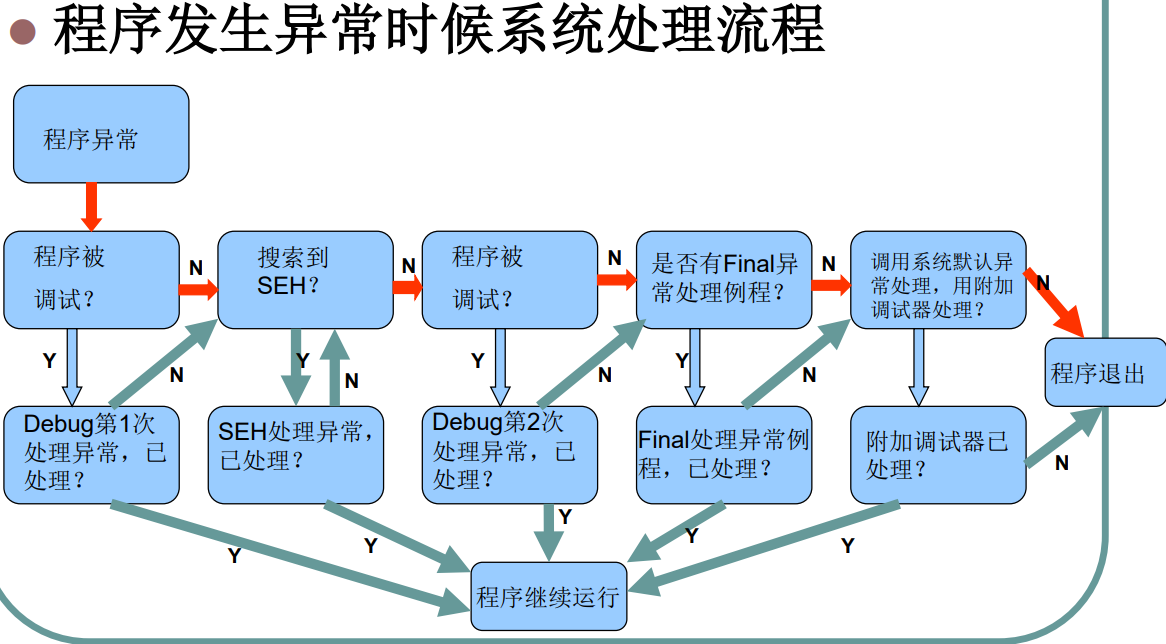 程序发生异常时候系统处理流程
程序异常
程序被
调试？
N
搜索到
SEH？
N
程序被
调试？
N
是否有Final异
常处理例程？
N
调用系统默认异
常处理，用附加
调试器处理？
N
程序退出
Y
N
Y
N
Y
N
Y
N
Debug第1次
处理异常，已
处理？
SEH处理异常，
已处理？
Debug第2次
处理异常，已
处理？
Final处理异常例
程，已处理？
附加调试器已
处理？
N
Y
Y
Y
Y
Y
程序继续运行